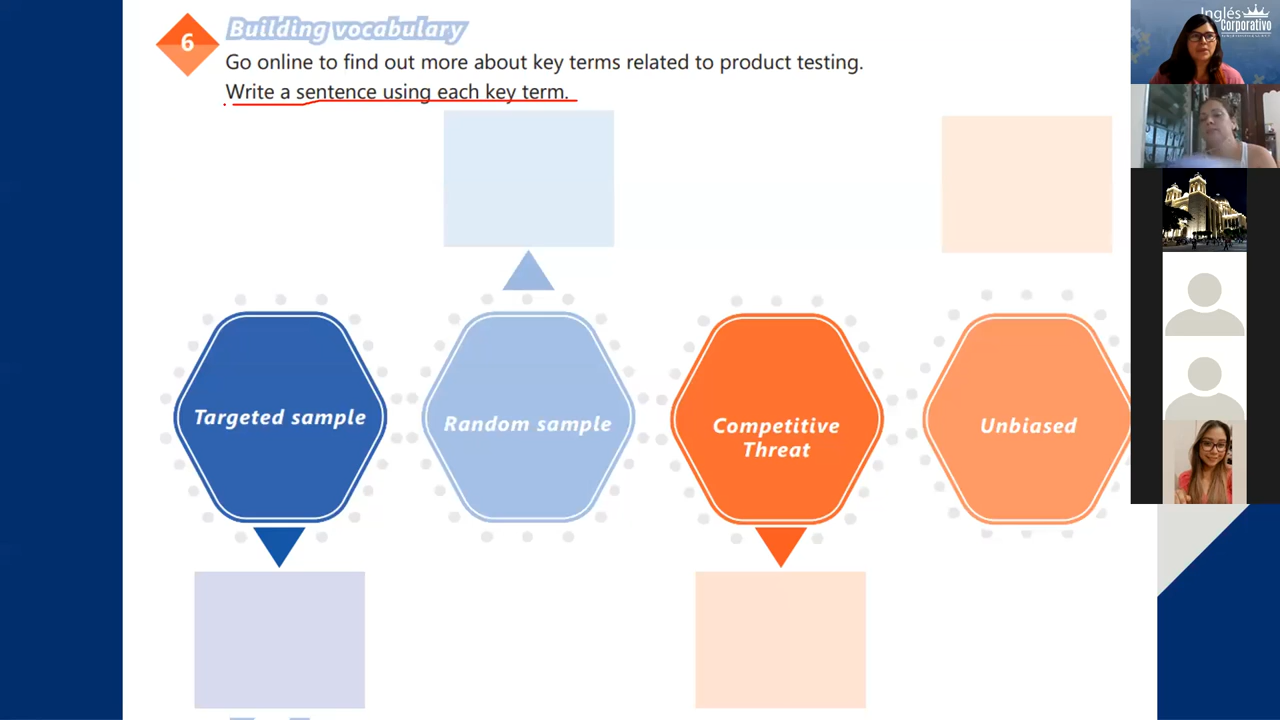 6
Building vocabulary
Go online to find out more about key terms related to product testing.
Write a sentence using each key term.
Targeted sample
Random sample
Competitive
Threat
Unbiased
Inglés
Corporativo